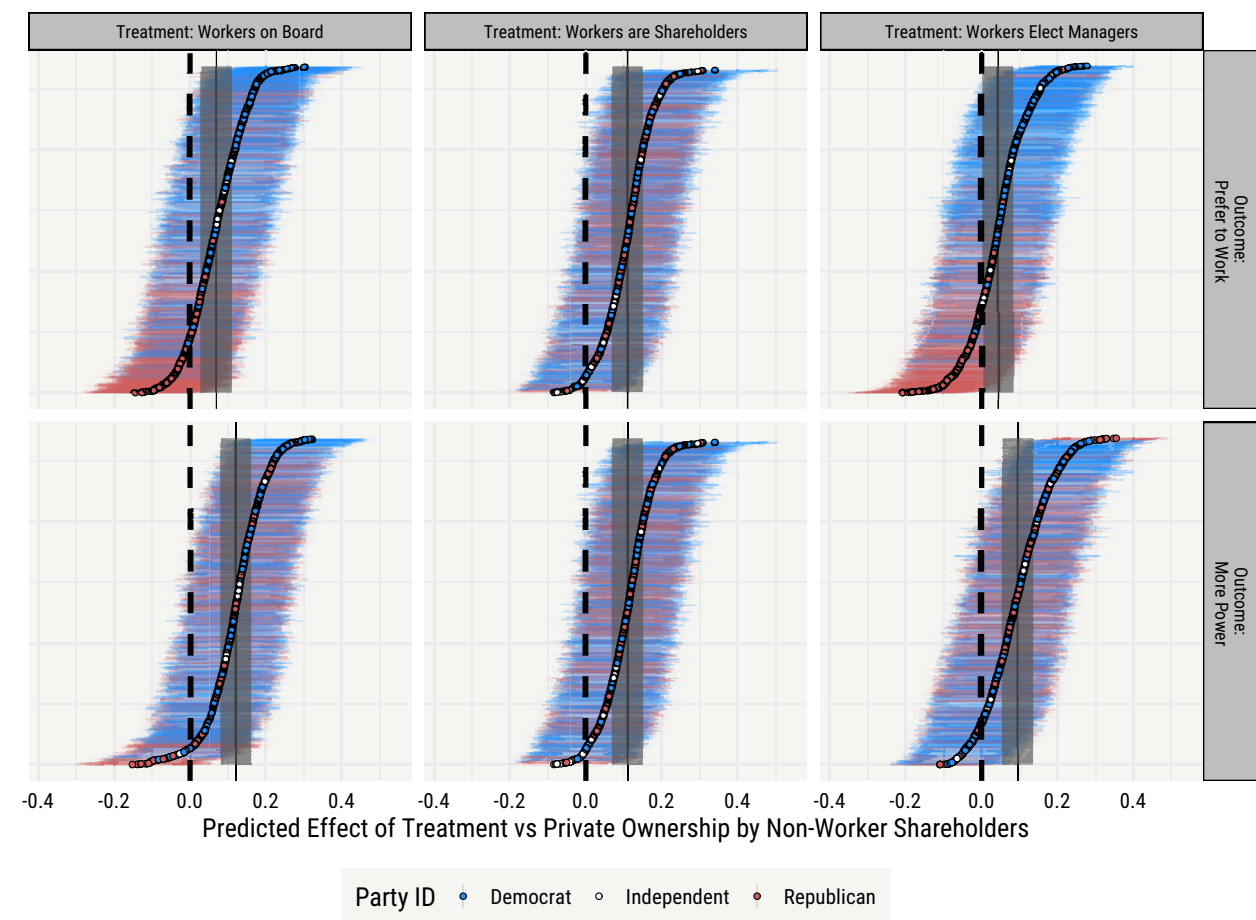 Treatment: Workers on Board
Treatment: Workers are Shareholders
Treatment: Workers Elect Managers
Outcome:
Prefer to Work
Outcome:
More Power
-0.4 -0.2 0.0 0.2 0.4
-0.4 -0.2 0.0 0.2 0.4
-0.4 -0.2 0.0 0.2 0.4
Predicted Effect of Treatment vs Private Ownership by Non-Worker Shareholders
Party ID Democrat Independent Republican